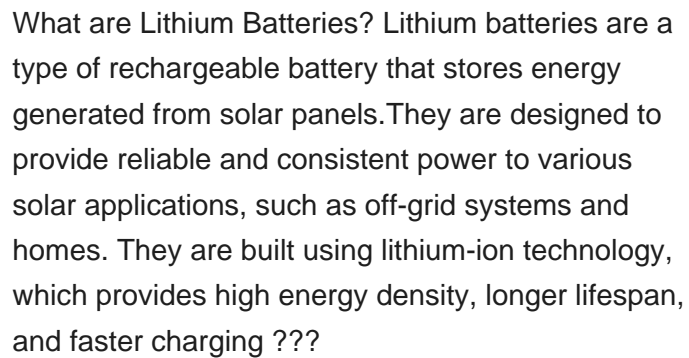 What are Lithium Batteries? Lithium batteries are a
type of rechargeable battery that stores energy
generated from solar panels.They are designed to
provide reliable and consistent power to various
solar applications, such as off-grid systems and
homes. They are built using lithium-ion technology,
which provides high energy density, longer lifespan,
and faster charging ???